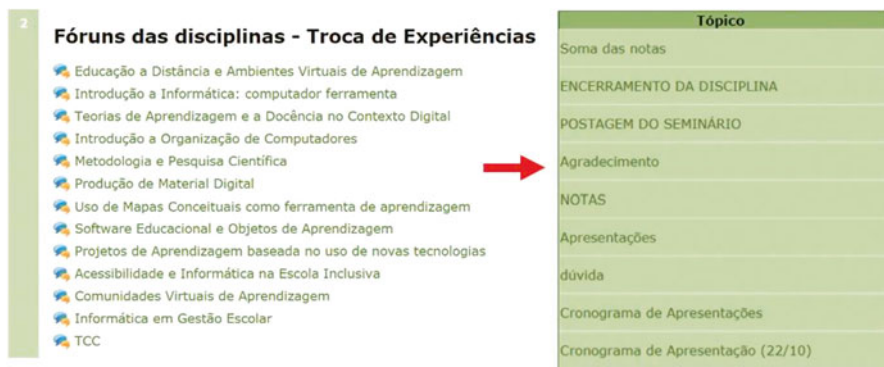 2
Fóruns das disciplinas - Troca de Experiências
Educação a Distância e Ambientes Virtuais de Aprendizagem
Introdução a Informática: computador ferramenta
Teorias de Aprendizagem e a Docência no Contexto Digital
Introdução a Organização de Computadores
Metodologia e Pesquisa Científica
Produção de Material Digital
Uso de Mapas Conceituais como ferramenta de aprendizagem
Software Educacional e Objetos de Aprendizagem
Projetos de Aprendizagem baseada no uso de novas tecnologias
Acessibilidade e Informática na Escola Inclusiva
Comunidades Virtuais de Aprendizagem
Informática em Gestão Escolar
TCC
Tópico
Soma das notas
ENCERRAMENTO DA DISCIPLINA
POSTAGEM DO SEMINÁRIO
Agradecimento
NOTAS
Apresentações
dúvida
Cronograma de Apresentações
Cronograma de Apresentação (22/10)